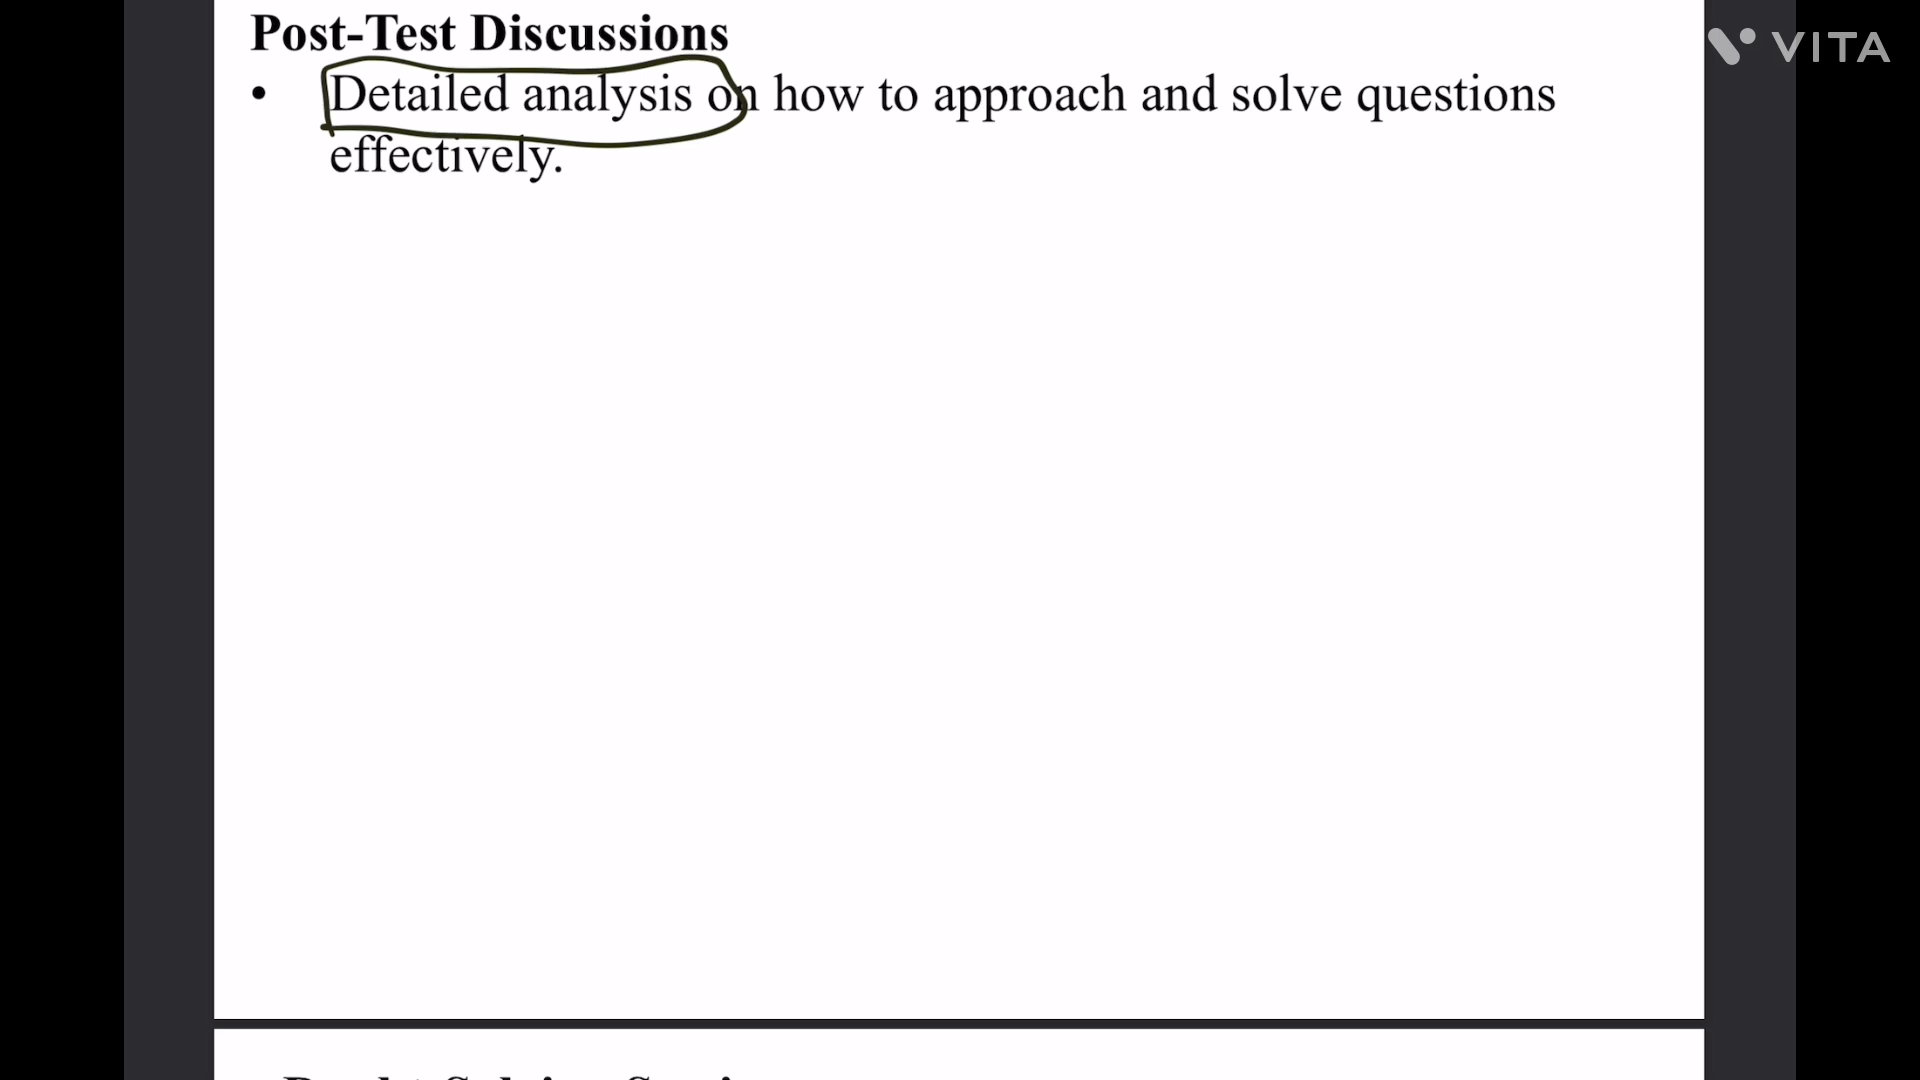 Post-Test Discussions
VITA
• Detailed analysis on how to approach and solve questions
effectively.